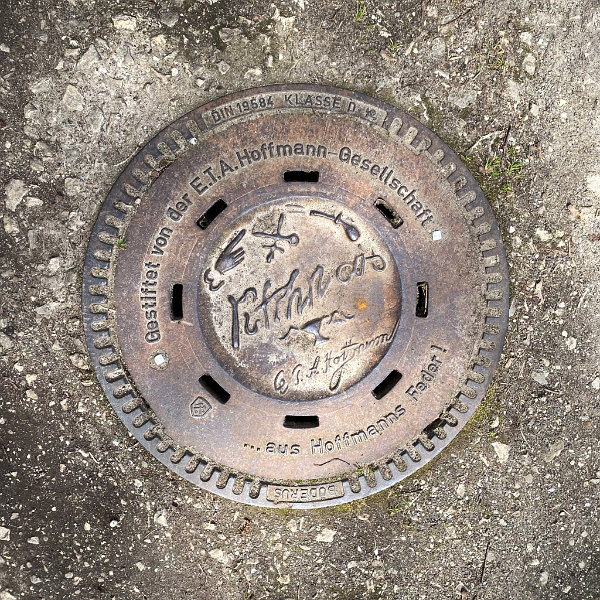 DIN 19584 KLASSE D
Gestiftet von der E.T.A. Hoffmann-Gesellschaft
E. T. A. Hoffmann
... aus Hoffmanns Feder!
BUDERUS